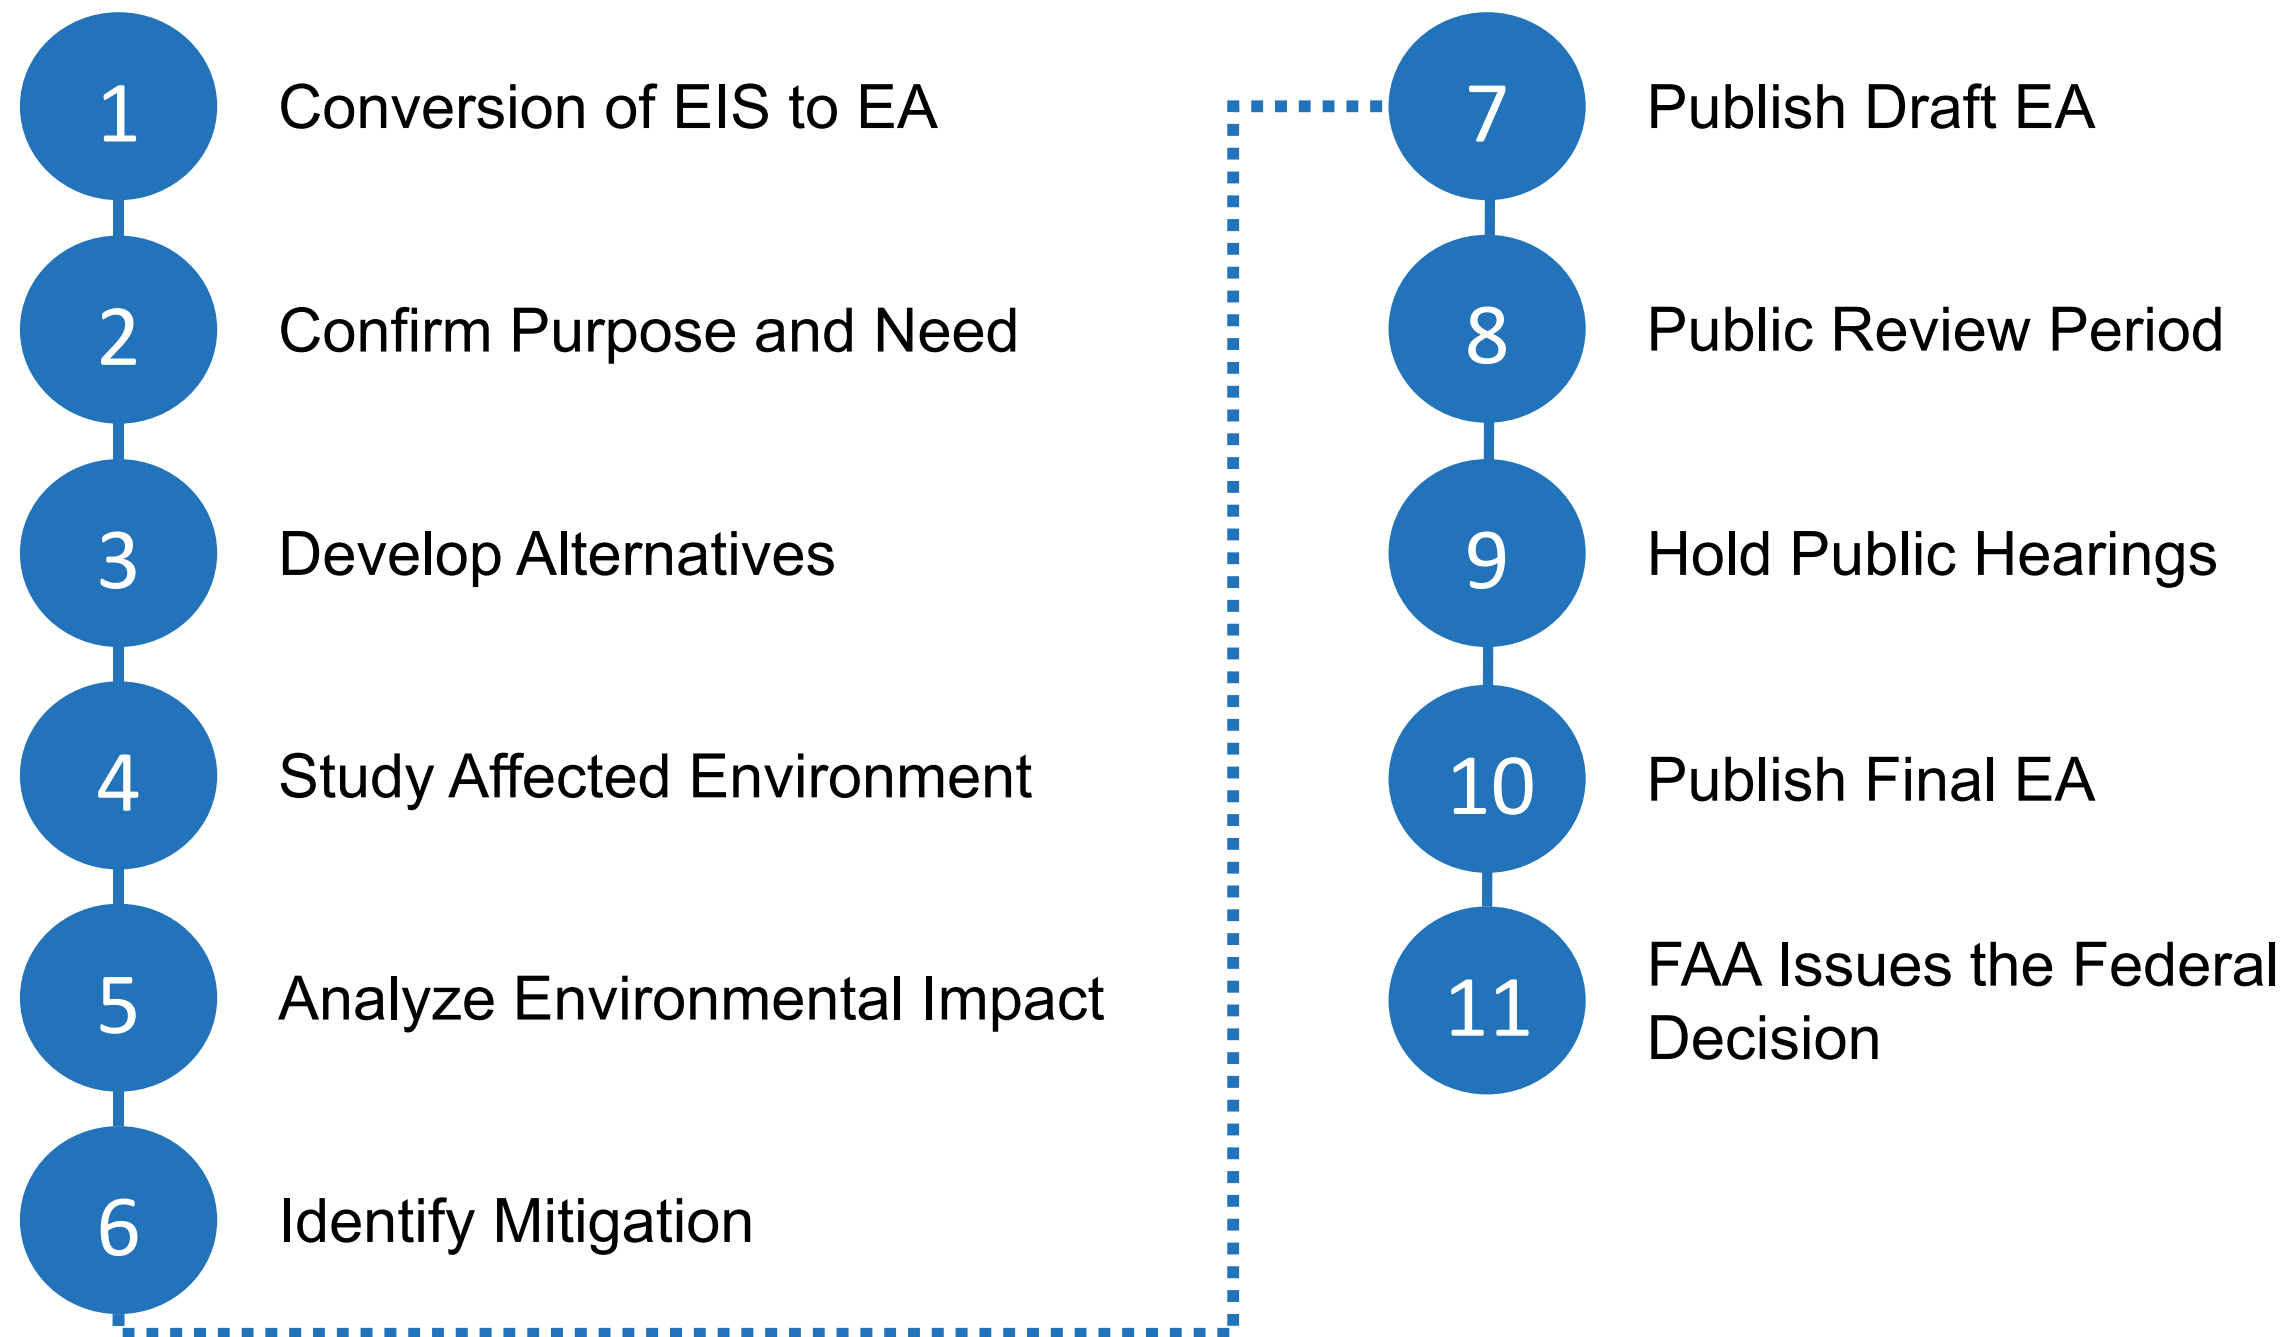 1
Conversion of EIS to EA
2
Confirm Purpose and Need
3
Develop Alternatives
4
Study Affected Environment
5
Analyze Environmental Impact
6
Identify Mitigation
7
Publish Draft EA
8
Public Review Period
9
Hold Public Hearings
10
Publish Final EA
11
FAA Issues the Federal
Decision